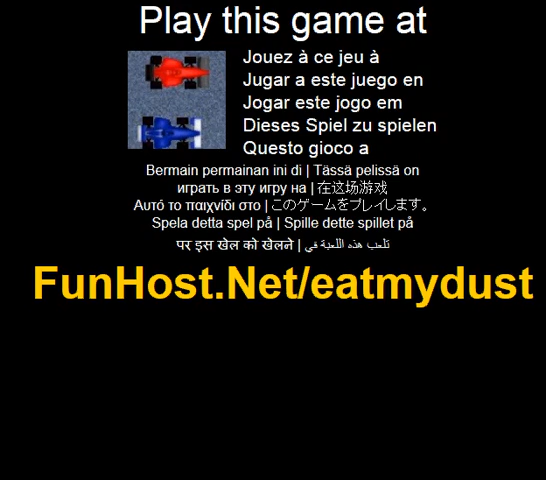 Play this game at
Jouez à ce jeu à
Jugar a este juego en
Jogar este jogo em
Dieses Spiel zu spielen
Questo gioco a
Bermain permainan ini di | Tässä pelissä on
играть в эту игру на | 在这场游戏
Αυτό το παιχνίδι στο | このゲームをプレイします。
Spela detta spel på | Spille dette spillet på
पर इस खेल को खेलने | تلعب هذه اللعبة في
FunHost.Net/eatmydust